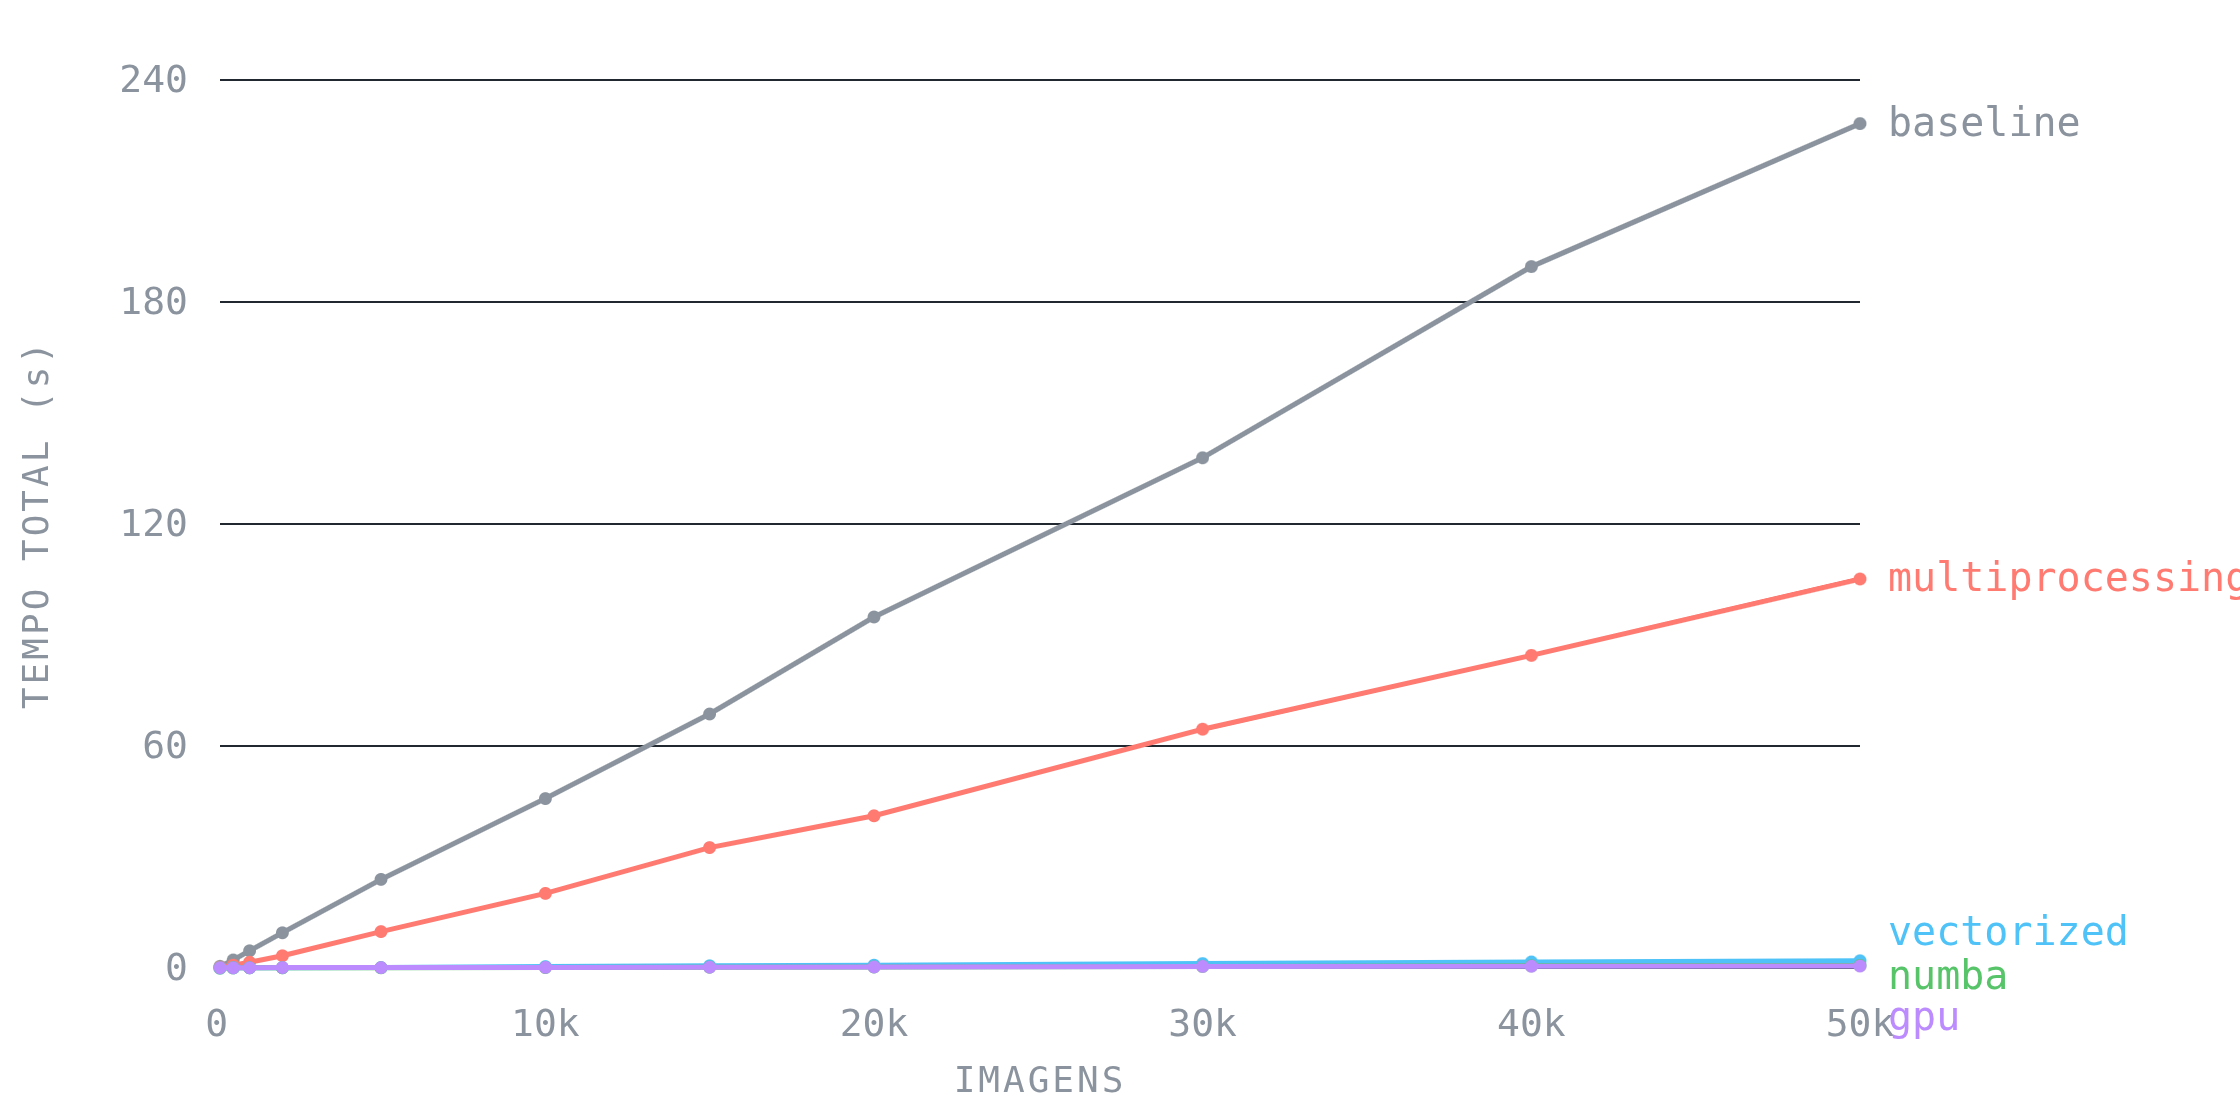 240
baseline
180
TEMPO TOTAL (s)
120
multiprocessing
60
vectorized
0
numba
gpu
0 10k 20k 30k 40k 50k
IMAGENS